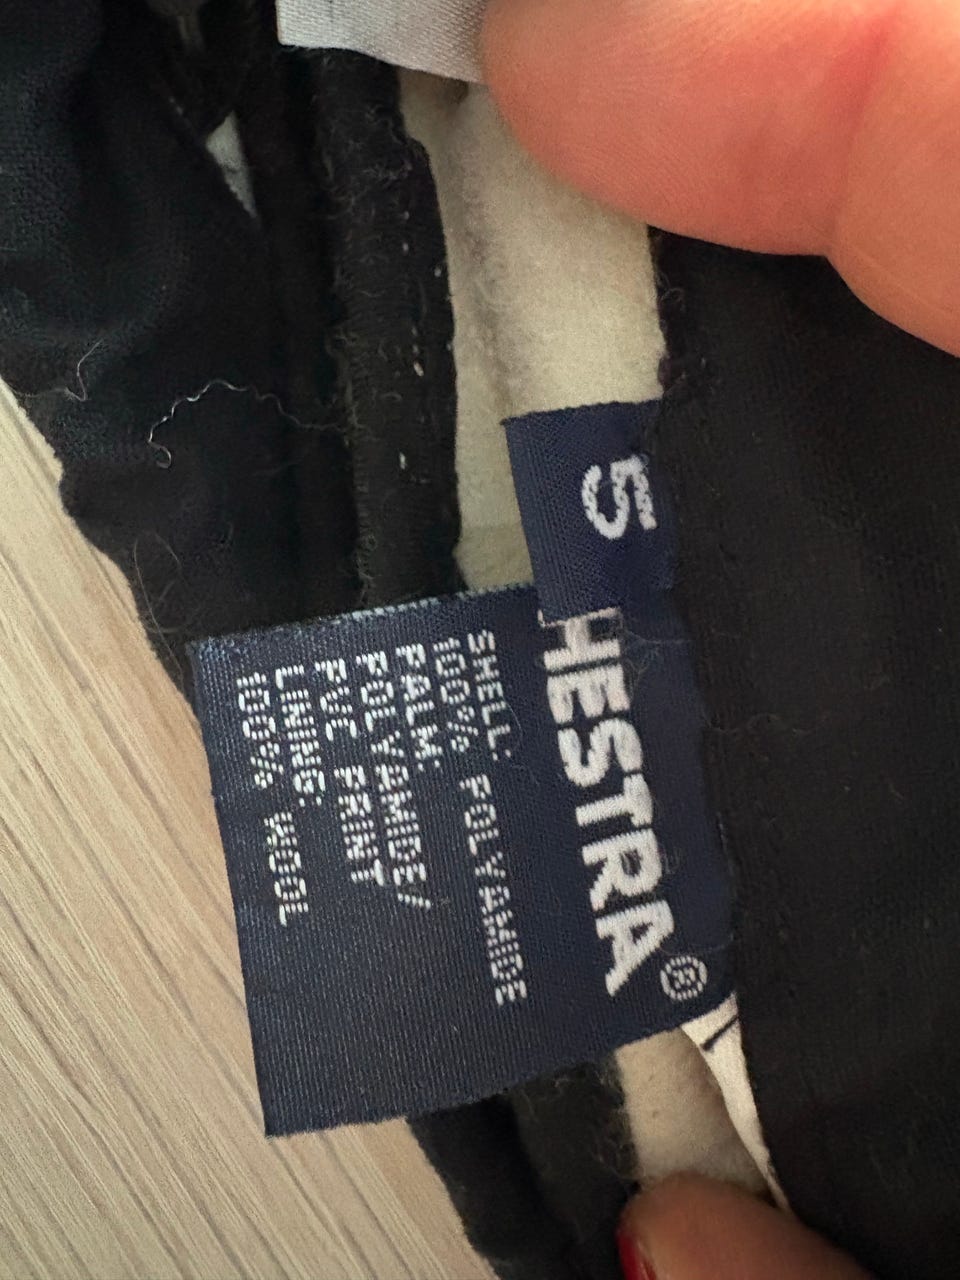 5
HESTRA®
SHELL:
100% POLYAMIDE
PALM:
POLYAMIDE/
PVC PRINT
LINING:
100% WOOL